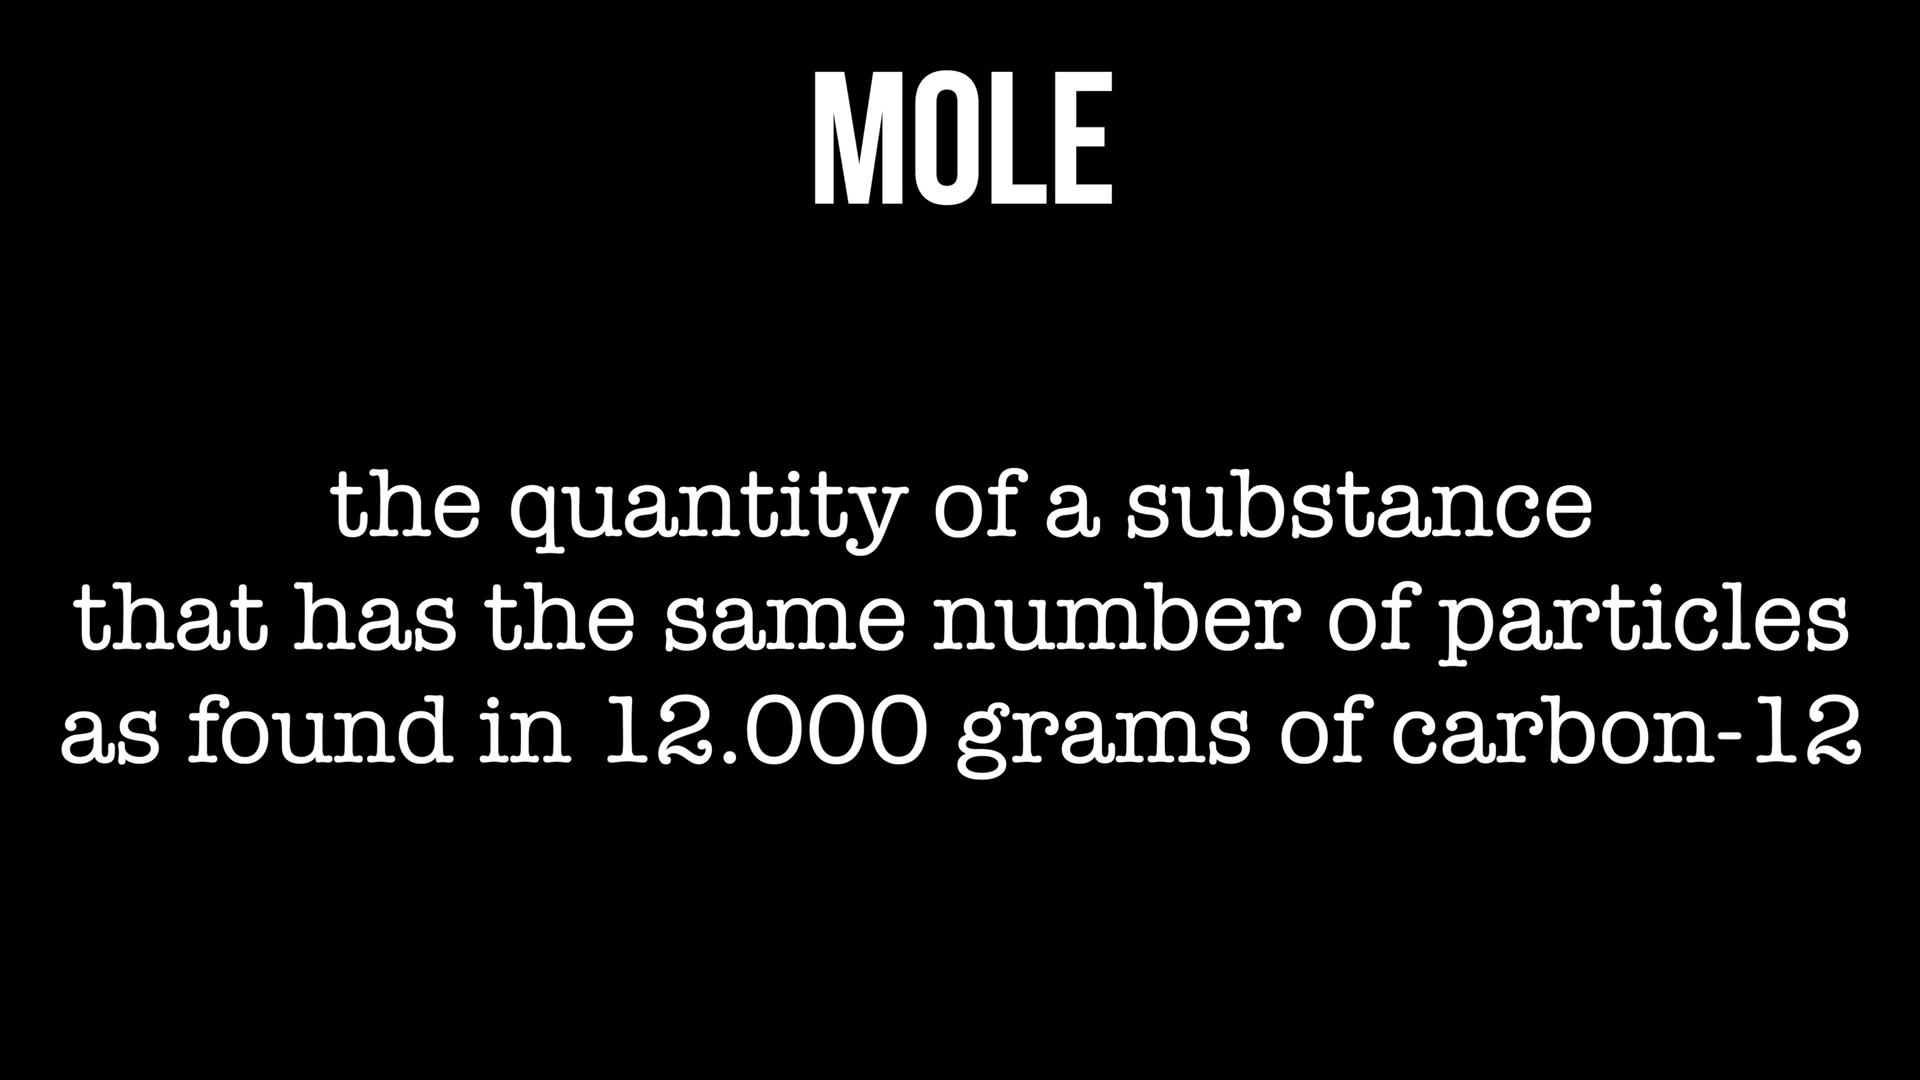 MOLE
the quantity of a substance
that has the same number of particles
as found in 12.000 grams of carbon-12